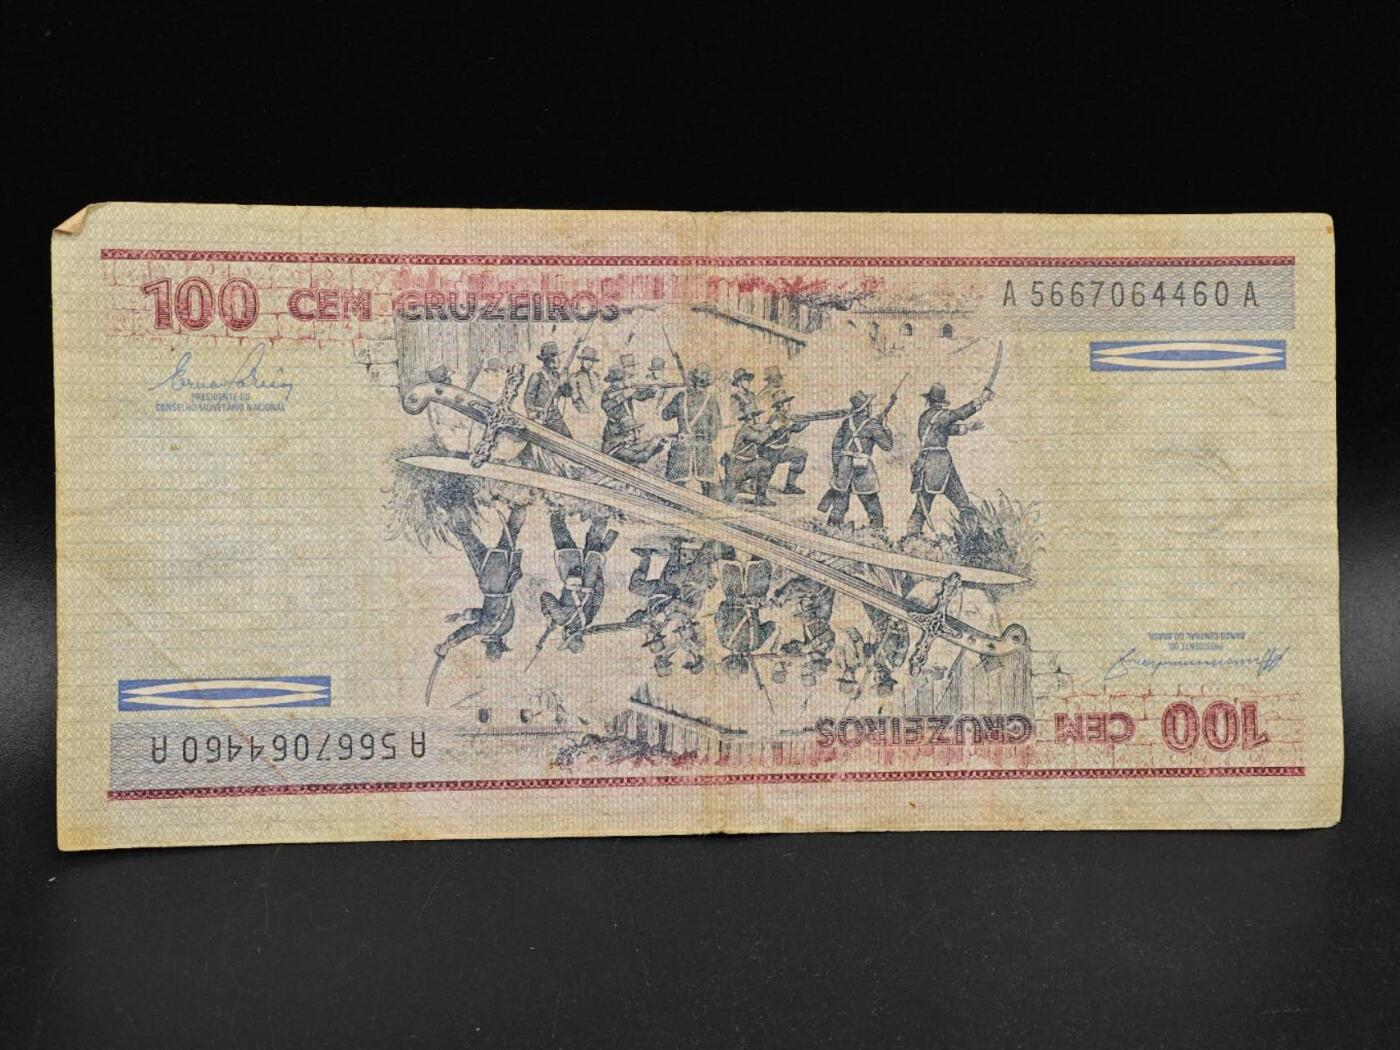 100 CEM CRUZEIROS
A 5667064460 A
PRESIDENTE DO
CONSELHO MONETÁRIO NACIONAL
PRESIDENTE DO
BANCO CENTRAL DO BRASIL
100 CEM CRUZEIROS
A 5667064460 A